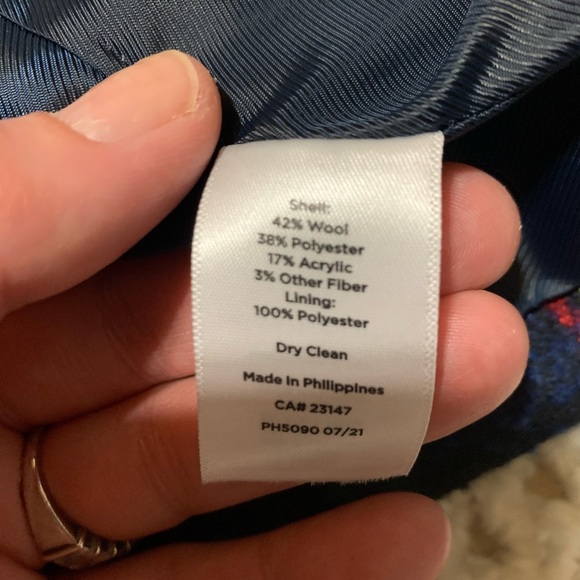 Shell:
42% Wool
38% Polyester
17% Acrylic
3% Other Fiber
Lining:
100% Polyester
Dry Clean
Made in Philippines
CA# 23147
PH5090 07/21